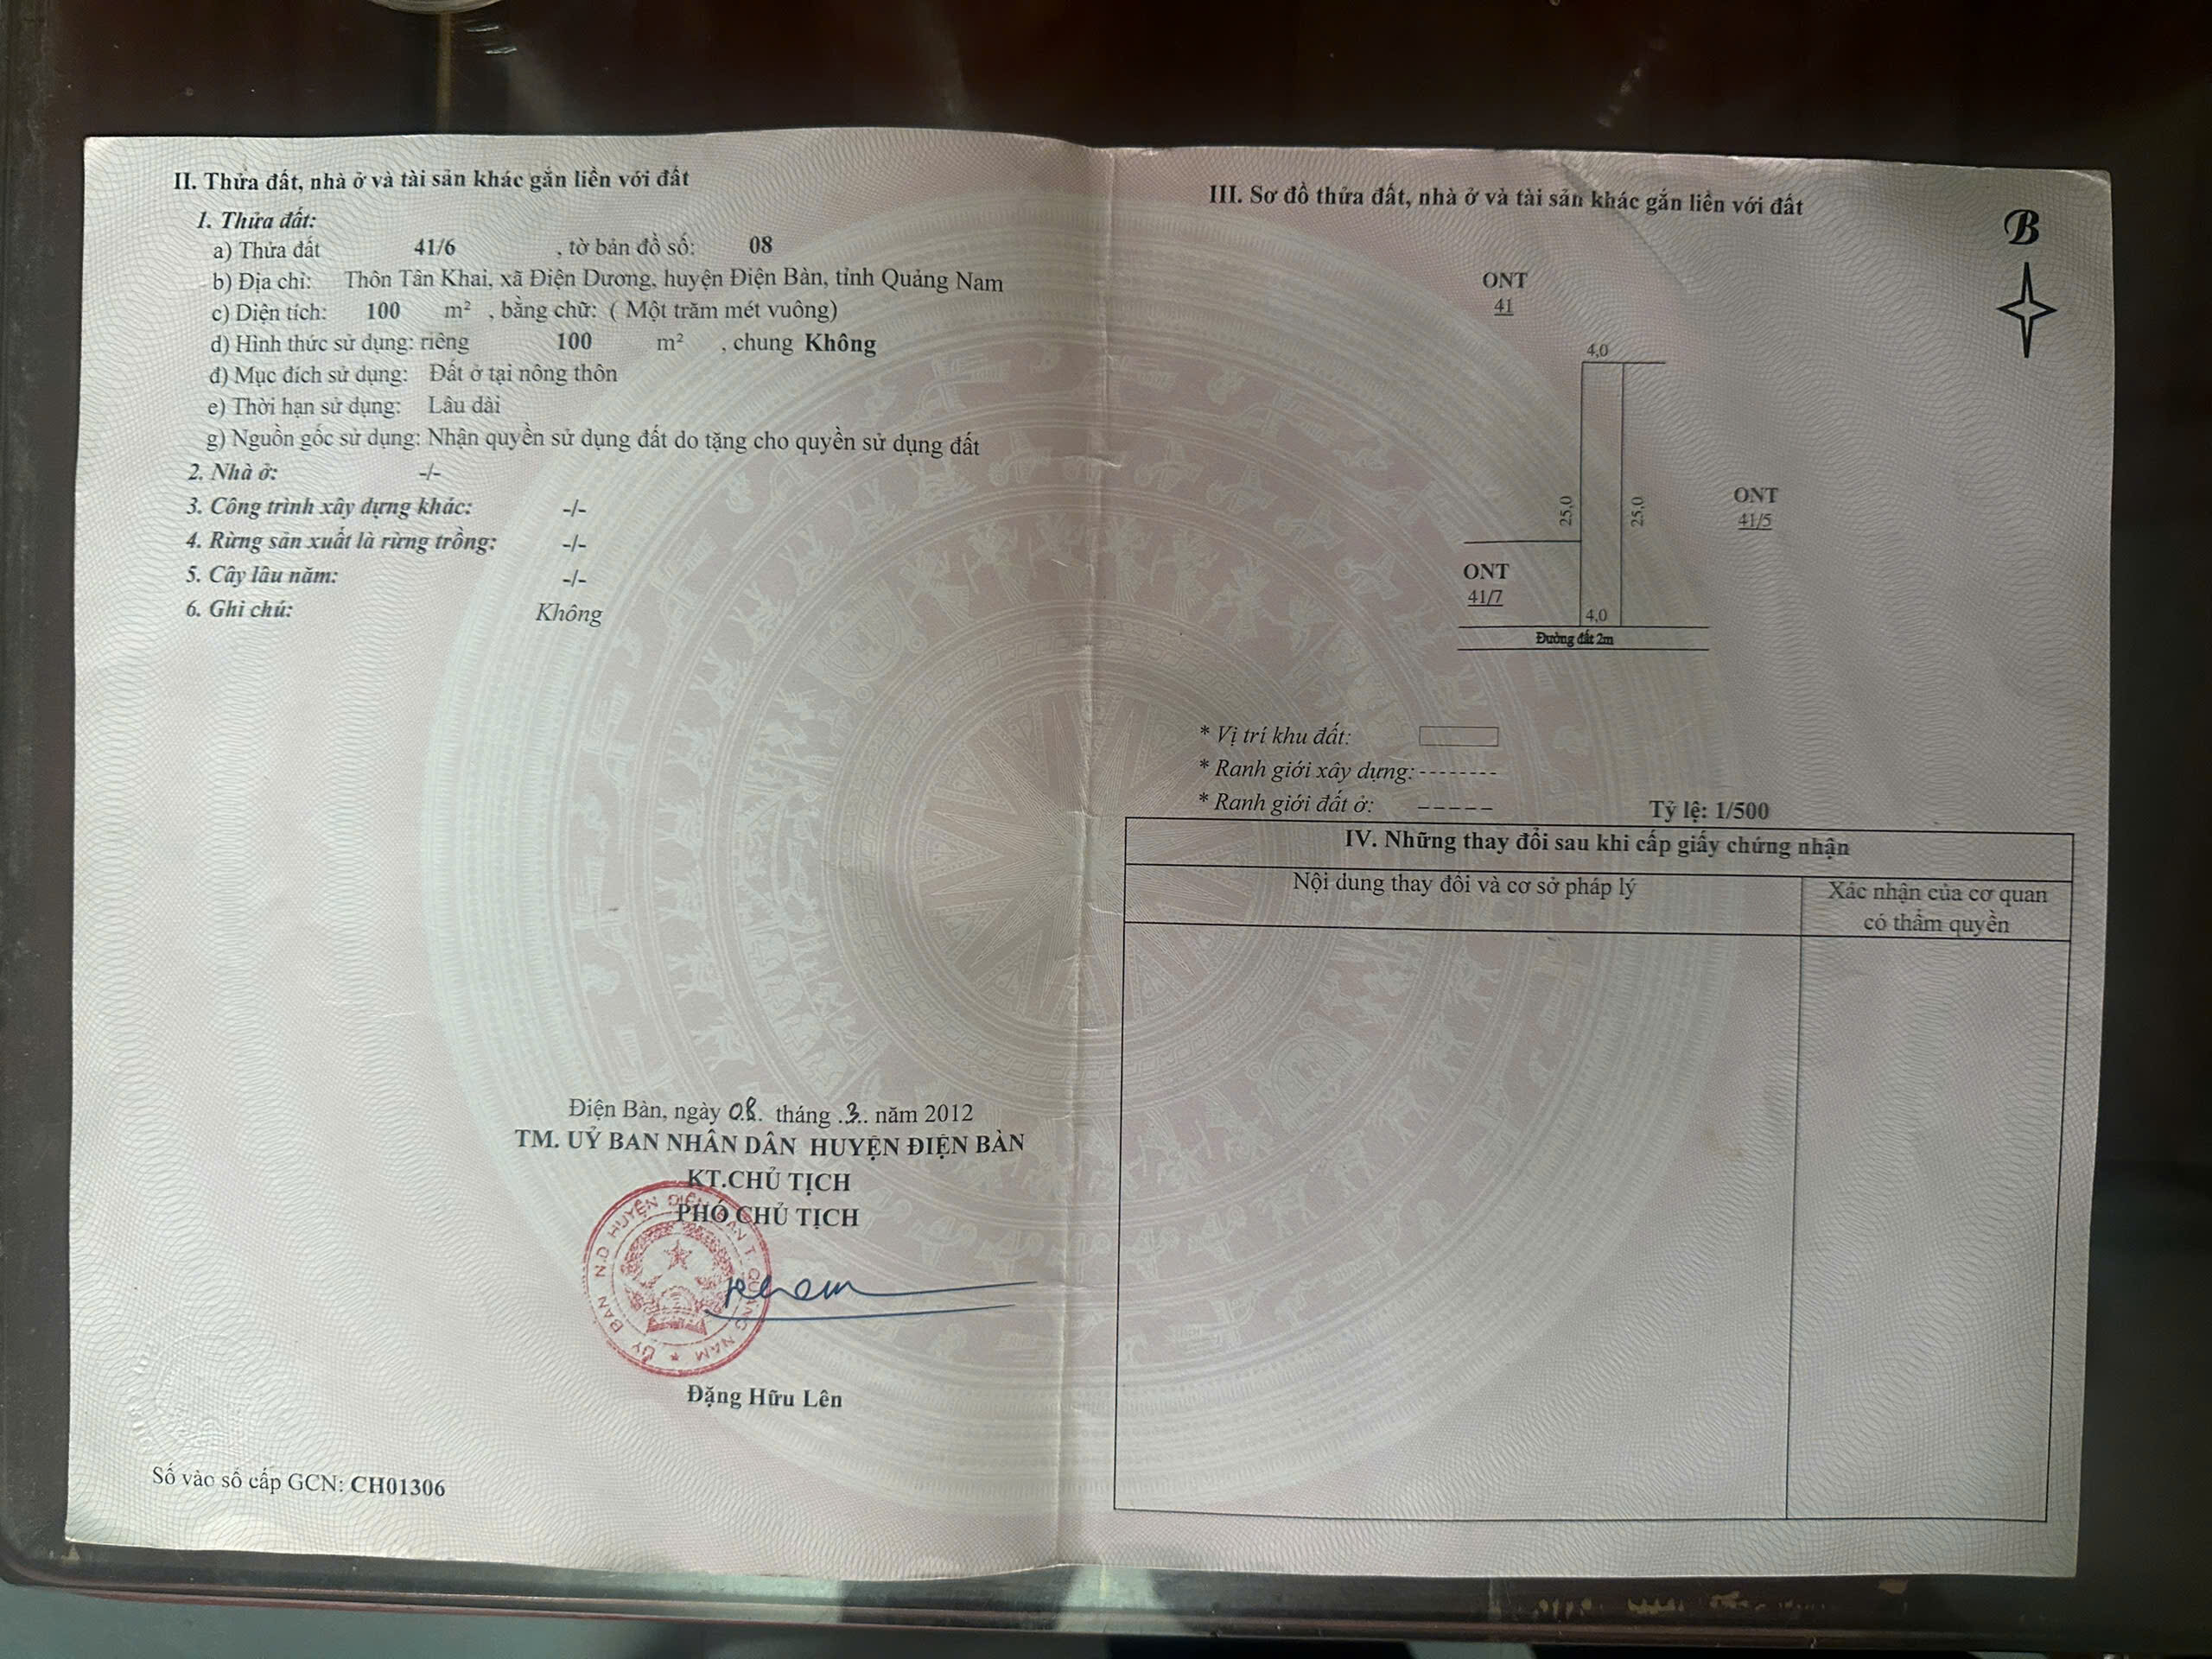 II. Thửa đất, nhà ở và tài sản khác gắn liền với đất
1. Thửa đất:
a) Thửa đất 41/6 , tờ bản đồ số: 08
b) Địa chỉ: Thôn Tân Khai, xã Điện Dương, huyện Điện Bàn, tỉnh Quảng Nam
c) Diện tích: 100 m² , bằng chữ: ( Một trăm mét vuông)
d) Hình thức sử dụng: riêng 100 m² , chung Không
đ) Mục đích sử dụng: Đất ở tại nông thôn
e) Thời hạn sử dụng: Lâu dài
g) Nguồn gốc sử dụng: Nhận quyền sử dụng đất do tặng cho quyền sử dụng đất
2. Nhà ở: -/-
3. Công trình xây dựng khác: -/-
4. Rừng sản xuất là rừng trồng: -/-
5. Cây lâu năm: -/-
6. Ghi chú: Không
Điện Bàn, ngày 08. tháng .3.. năm 2012
TM. UỶ BAN NHÂN DÂN HUYỆN ĐIỆN BÀN
KT.CHỦ TỊCH
PHÓ CHỦ TỊCH
ỦY BAN N.D HUYỆN ĐIỆN BÀN T. QUẢNG NAM
Đặng Hữu Lên
Số vào sổ cấp GCN: CH01306
III. Sơ đồ thửa đất, nhà ở và tài sản khác gắn liền với đất
B
ONT
41
4,0
25,0
25,0
ONT
41/5
ONT
41/7
4,0
Đường đất 2m
* Vị trí khu đất:
* Ranh giới xây dựng:
* Ranh giới đất ở:
Tỷ lệ: 1/500
IV. Những thay đổi sau khi cấp giấy chứng nhận
Nội dung thay đổi và cơ sở pháp lý
Xác nhận của cơ quan
có thẩm quyền